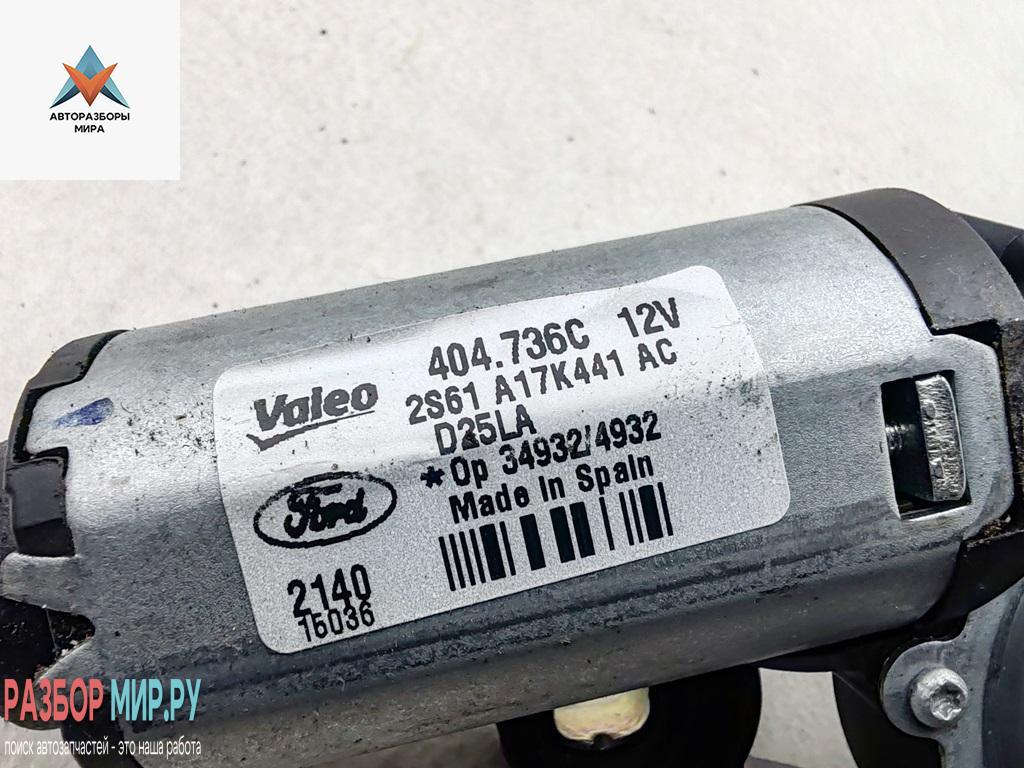 АВТОРАЗБОРЫ
МИРА
404.736C 12V
Valeo
2S61 A17K441 AC
D25LA
*Op 34932/4932
Made In Spain
Ford
2140
15036
РАЗБОР МИР.РУ
поиск автозапчастей - это наша работа